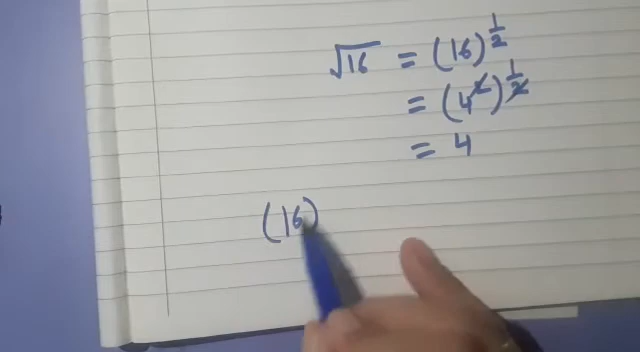 √16 = (16)^1/2
= (4^2)^1/2
= 4
(16)